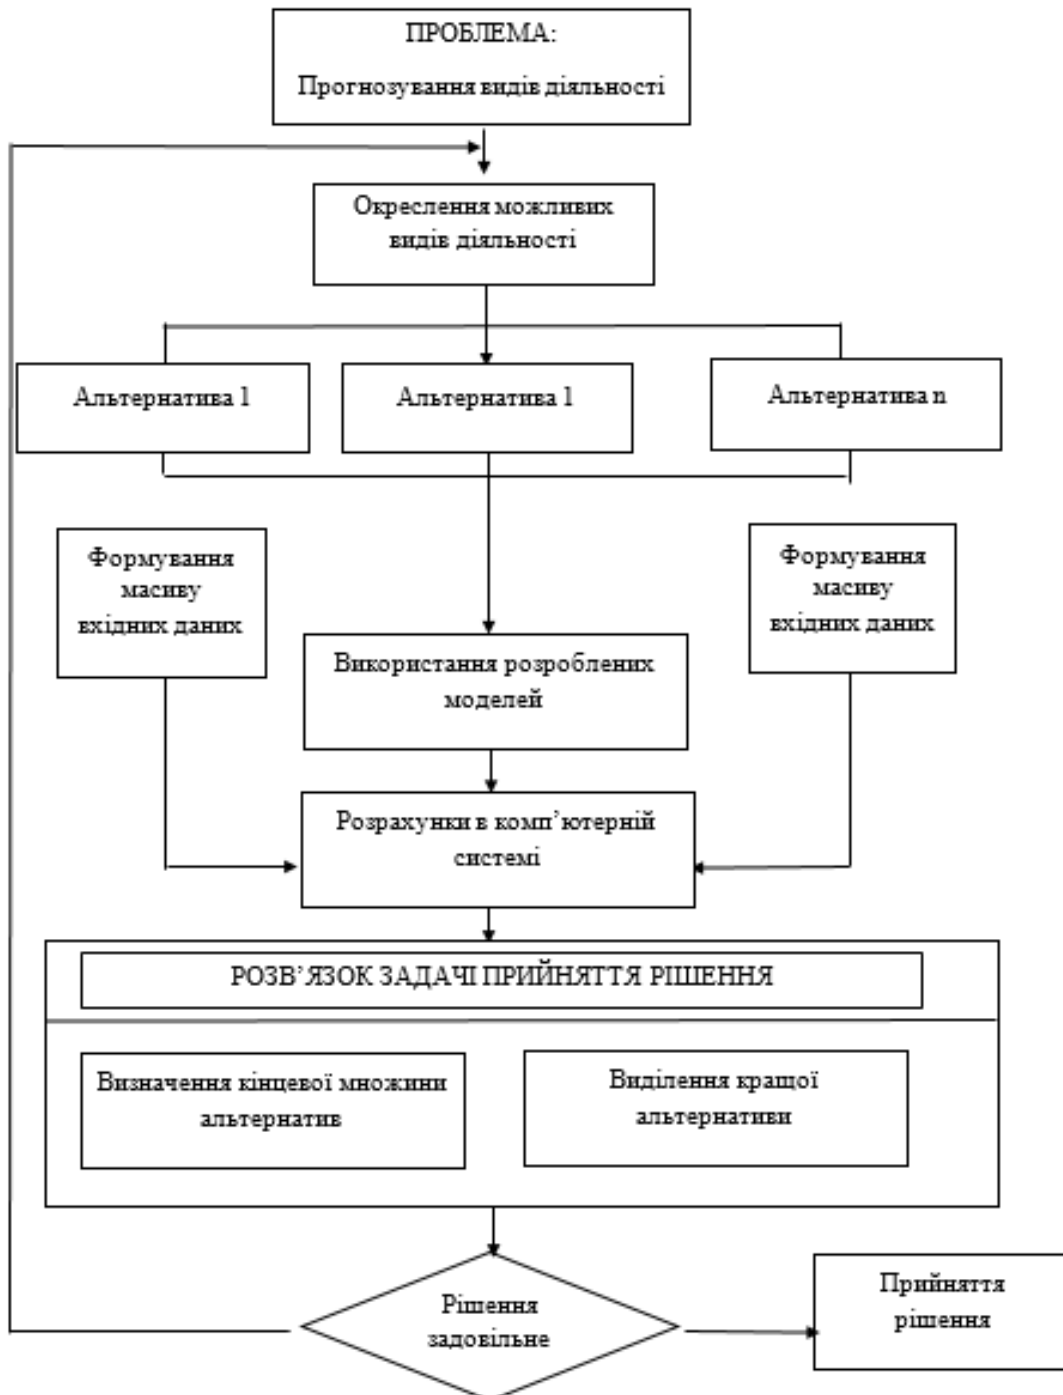 ПРОБЛЕМА:
Прогнозування видів діяльності
Окреслення можливих
видів діяльності
Альтернатива 1
Альтернатива 1
Альтернатива n
Формування
масиву
вхідних даних
Формування
масиву
вхідних даних
Використання розроблених
моделей
Розрахунки в комп’ютерній
системі
РОЗВ’ЯЗОК ЗАДАЧІ ПРИЙНЯТТЯ РІШЕННЯ
Визначення кінцевої множини
альтернатив
Виділення кращої
альтернативи
Рішення
задовільне
Прийняття
рішення